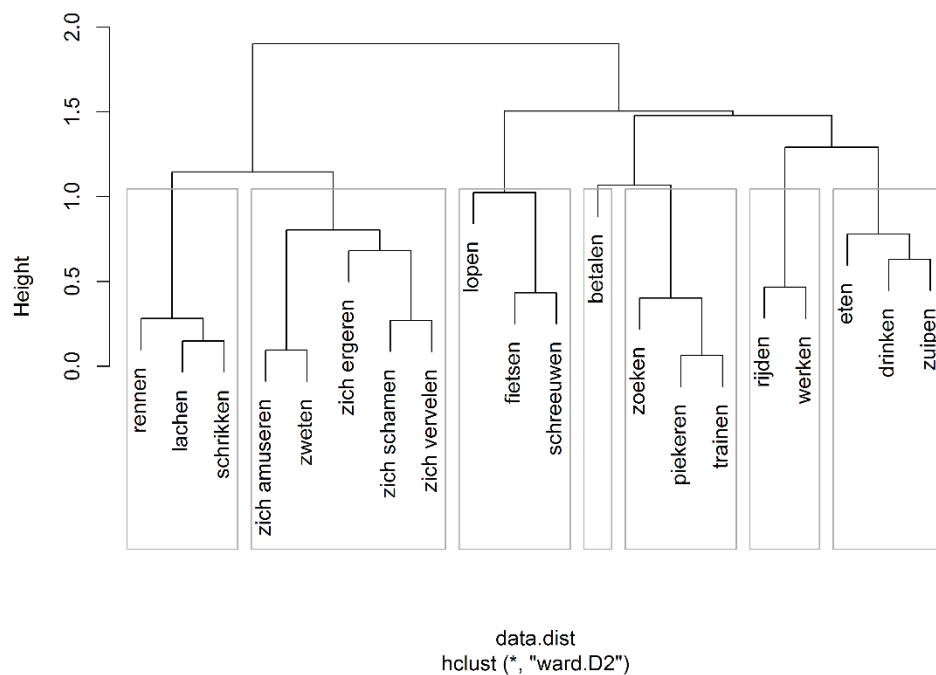 Height
2.0
1.5
1.0
0.5
0.0
rennen
lachen
schrikken
zich amuseren
zweten
zich ergeren
zich schamen
zich vervelen
lopen
fietsen
schreeuwen
betalen
zoeken
piekeren
trainen
rijden
werken
eten
drinken
zuipen
data.dist
hclust (*, "ward.D2")